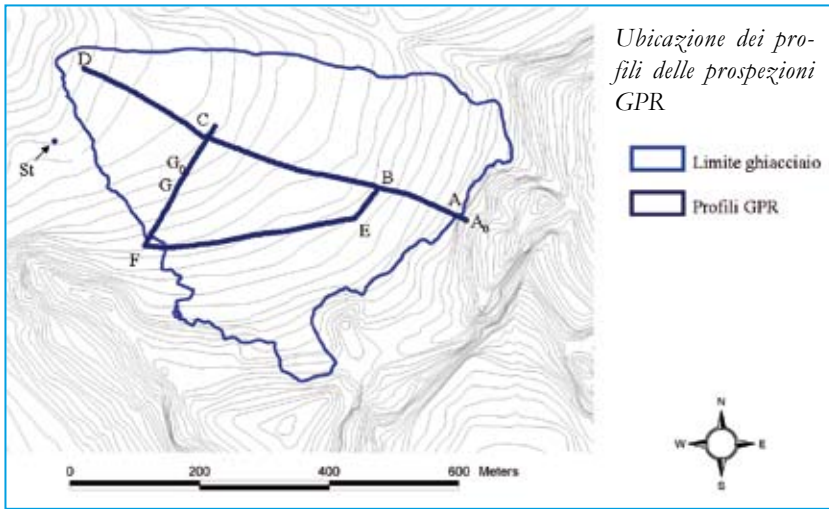 Ubicazione dei pro-
fili delle prospezioni
GPR
Limite ghiacciaio
Profili GPR
D
C
St
G₀
G
B
A
A₀
E
F
N
W E
S
0 200 400 600 Meters